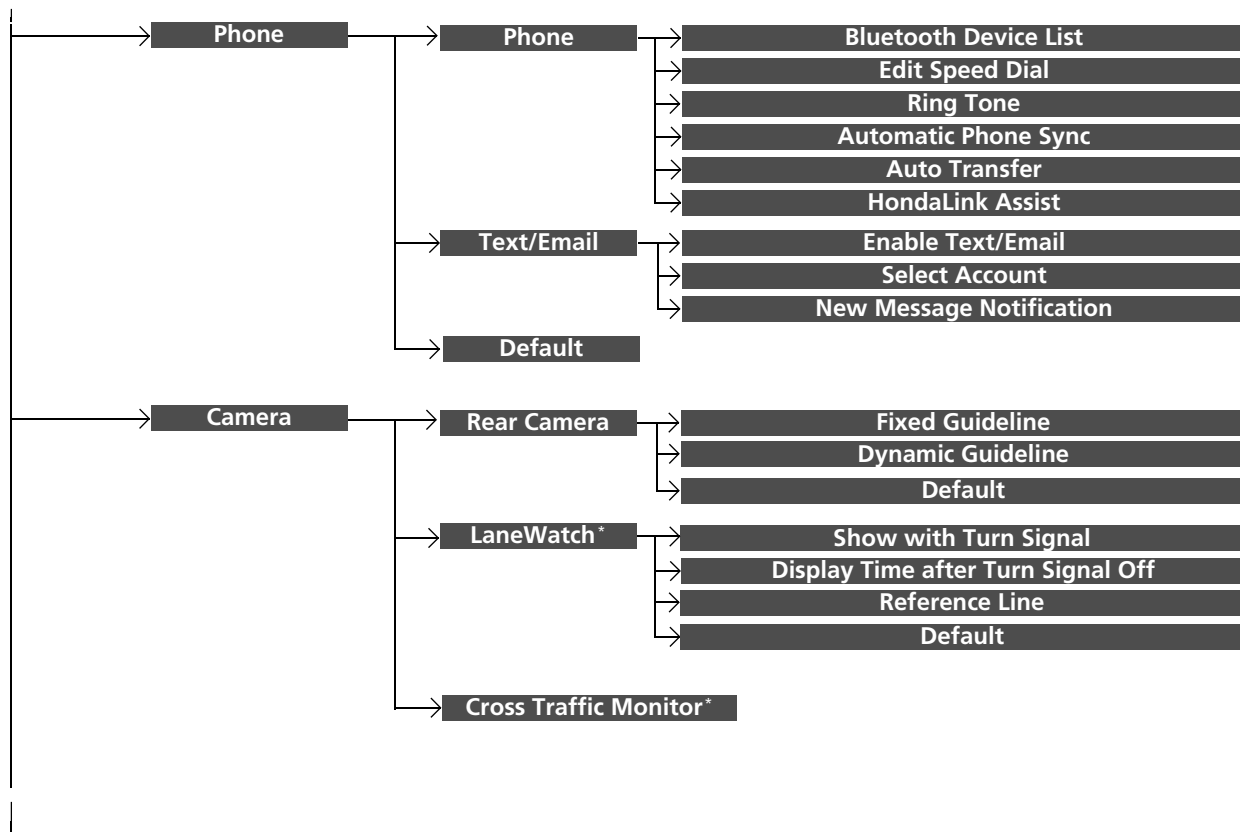 Phone
Phone
Bluetooth Device List
Edit Speed Dial
Ring Tone
Automatic Phone Sync
Auto Transfer
HondaLink Assist
Text/Email
Enable Text/Email
Select Account
New Message Notification
Default
Camera
Rear Camera
Fixed Guideline
Dynamic Guideline
Default
LaneWatch*
Show with Turn Signal
Display Time after Turn Signal Off
Reference Line
Default
Cross Traffic Monitor*